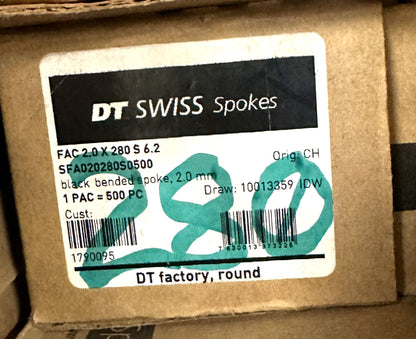 DT SWISS Spokes
FAC 2.0 X 280 S 6.2
SFA020280S0500 Orig: CH
black bended spoke, 2.0 mm
1 PAC = 500 PC Draw: 10013359 IDW
Cust:
280
1790095
DT factory, round